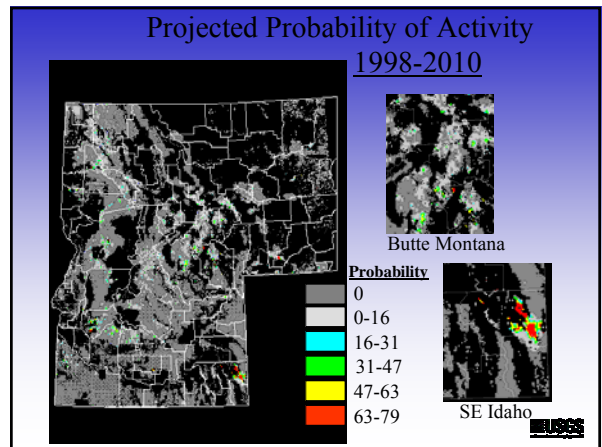 Projected Probability of Activity
1998-2010
Butte Montana
Probability
0
0-16
16-31
31-47
47-63
63-79
SE Idaho
USGS